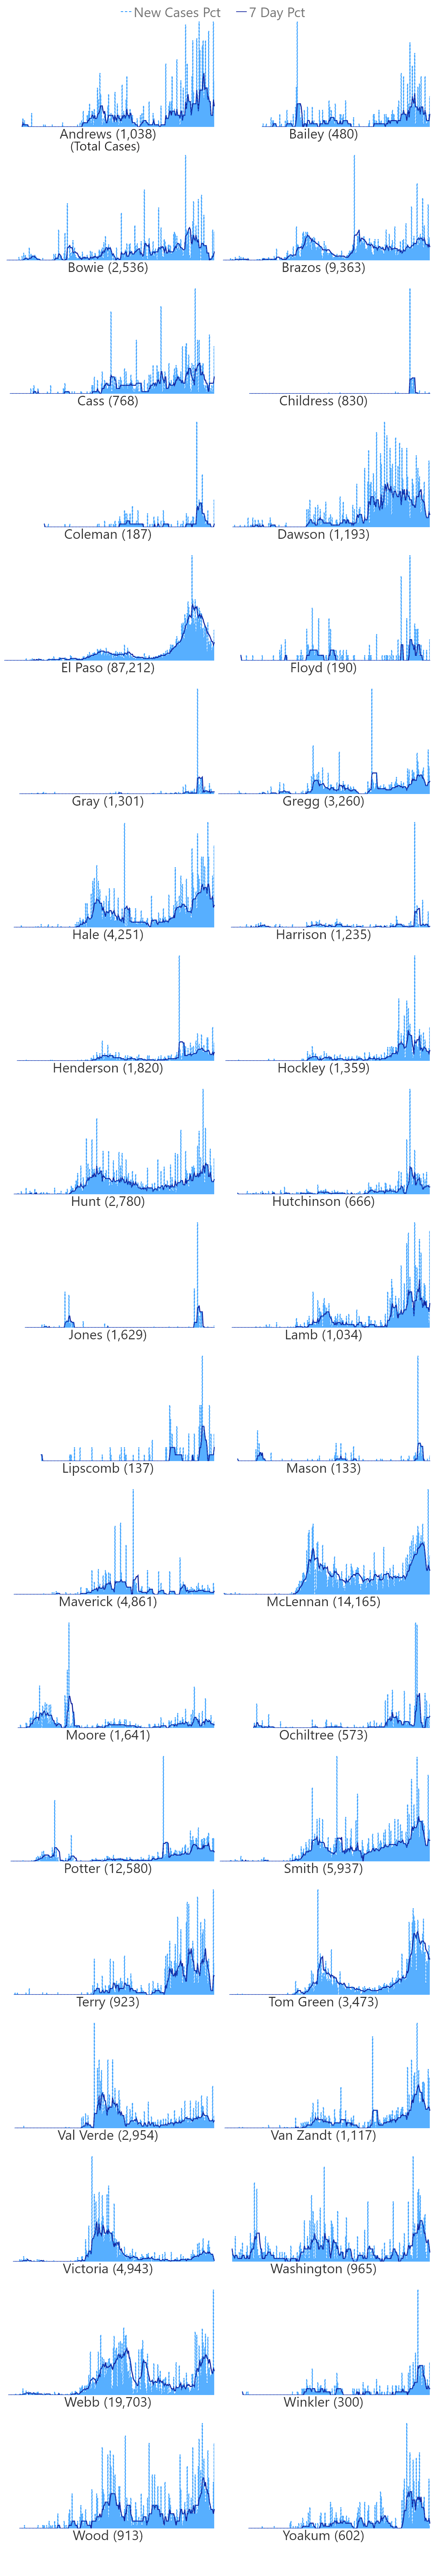 New Cases Pct 7 Day Pct
Andrews (1,038) Bailey (480)
(Total Cases)
Bowie (2,536) Brazos (9,363)
Cass (768) Childress (830)
Coleman (187) Dawson (1,193)
El Paso (87,212) Floyd (190)
Gray (1,301) Gregg (3,260)
Hale (4,251) Harrison (1,235)
Henderson (1,820) Hockley (1,359)
Hunt (2,780) Hutchinson (666)
Jones (1,629) Lamb (1,034)
Lipscomb (137) Mason (133)
Maverick (4,861) McLennan (14,165)
Moore (1,641) Ochiltree (573)
Potter (12,580) Smith (5,937)
Terry (923) Tom Green (3,473)
Val Verde (2,954) Van Zandt (1,117)
Victoria (4,943) Washington (965)
Webb (19,703) Winkler (300)
Wood (913) Yoakum (602)